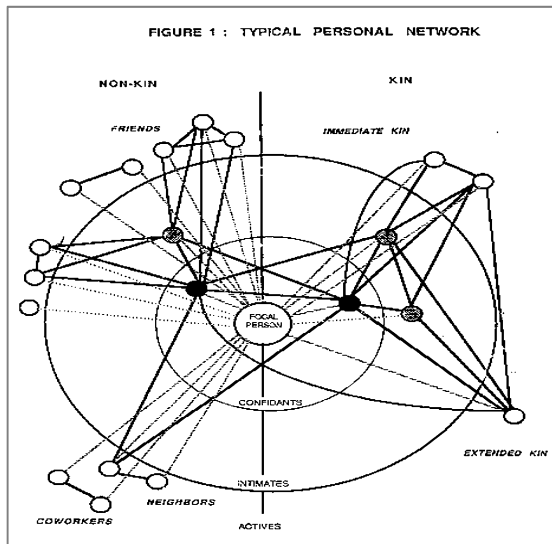 FIGURE 1 : TYPICAL PERSONAL NETWORK
NON-KIN
KIN
FRIENDS
IMMEDIATE KIN
FOCAL
PERSON
CONFIDANTS
EXTENDED KIN
INTIMATES
NEIGHBORS
COWORKERS
ACTIVES